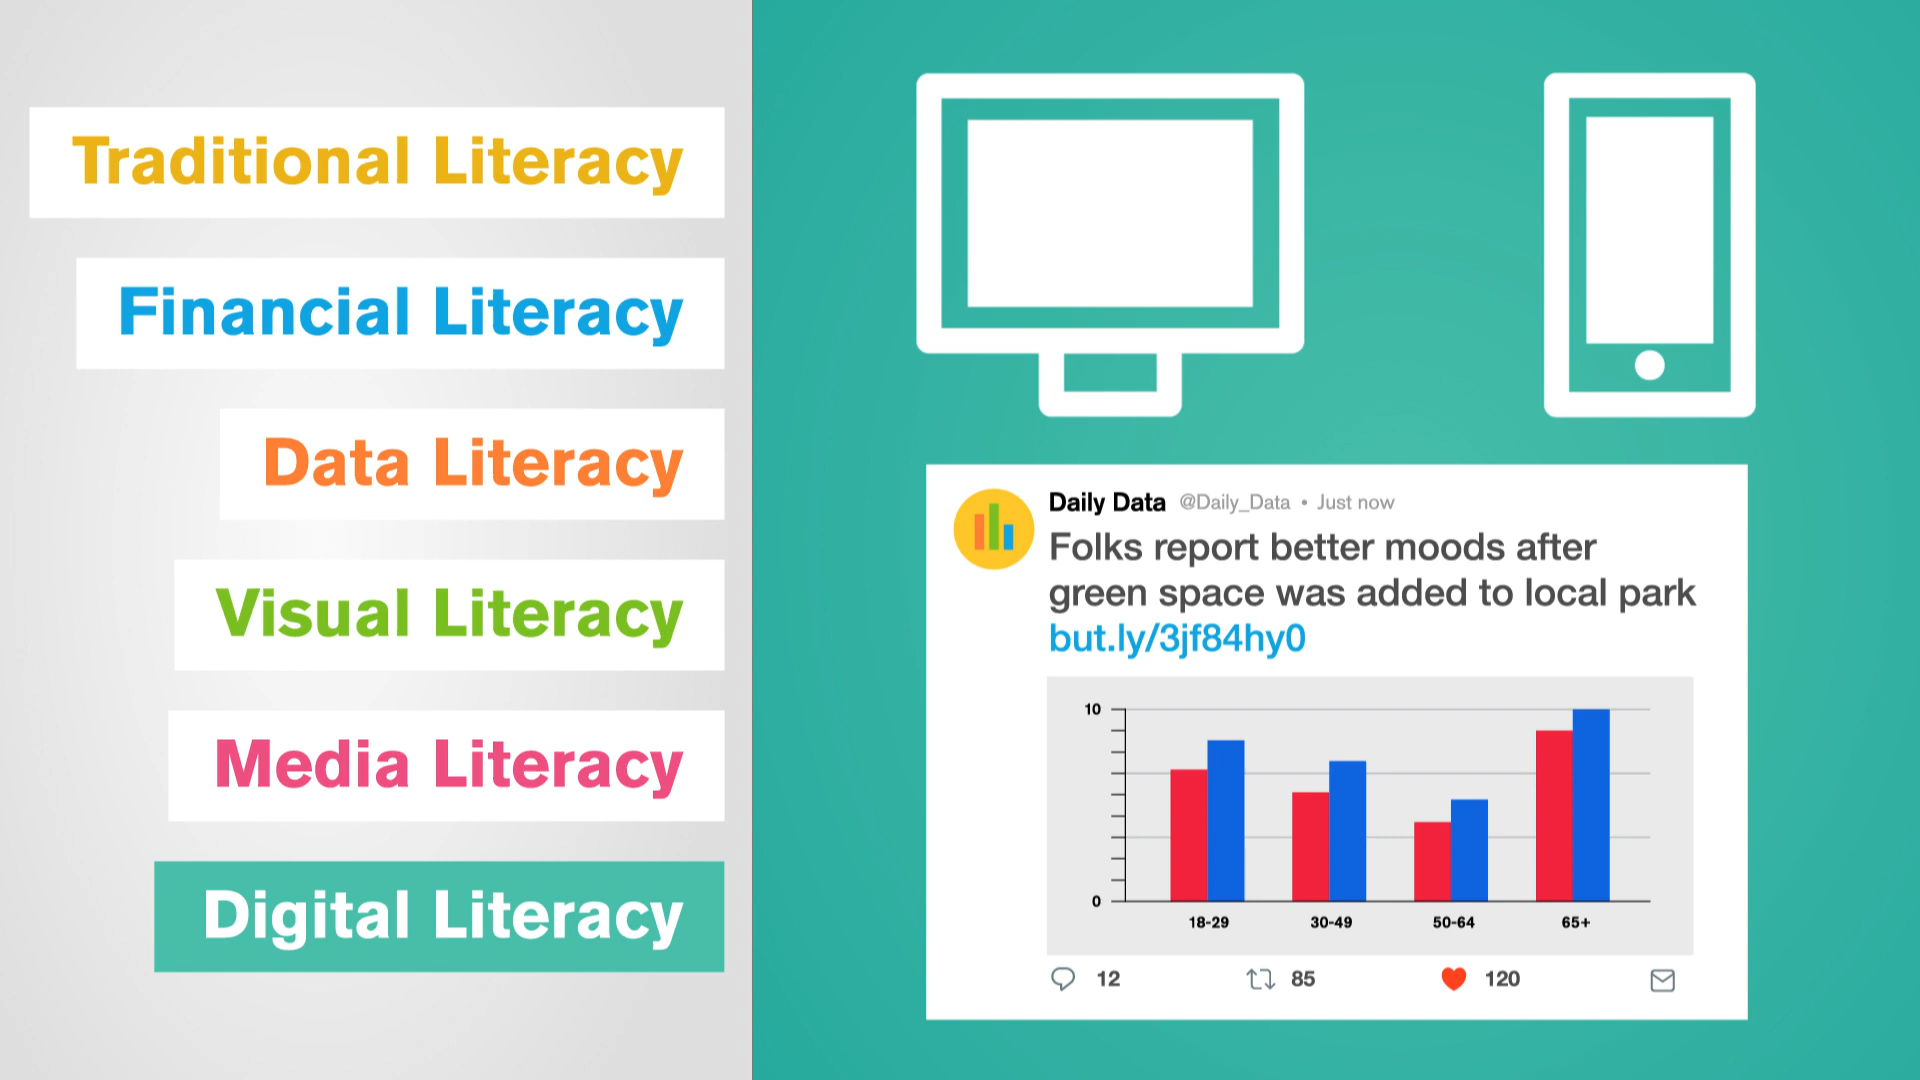 Traditional Literacy
Financial Literacy
Data Literacy
Visual Literacy
Media Literacy
Digital Literacy
Daily Data @Daily_Data • Just now
Folks report better moods after
green space was added to local park
but.ly/3jf84hy0
10
0
18-29 30-49 50-64 65+
12 85 120